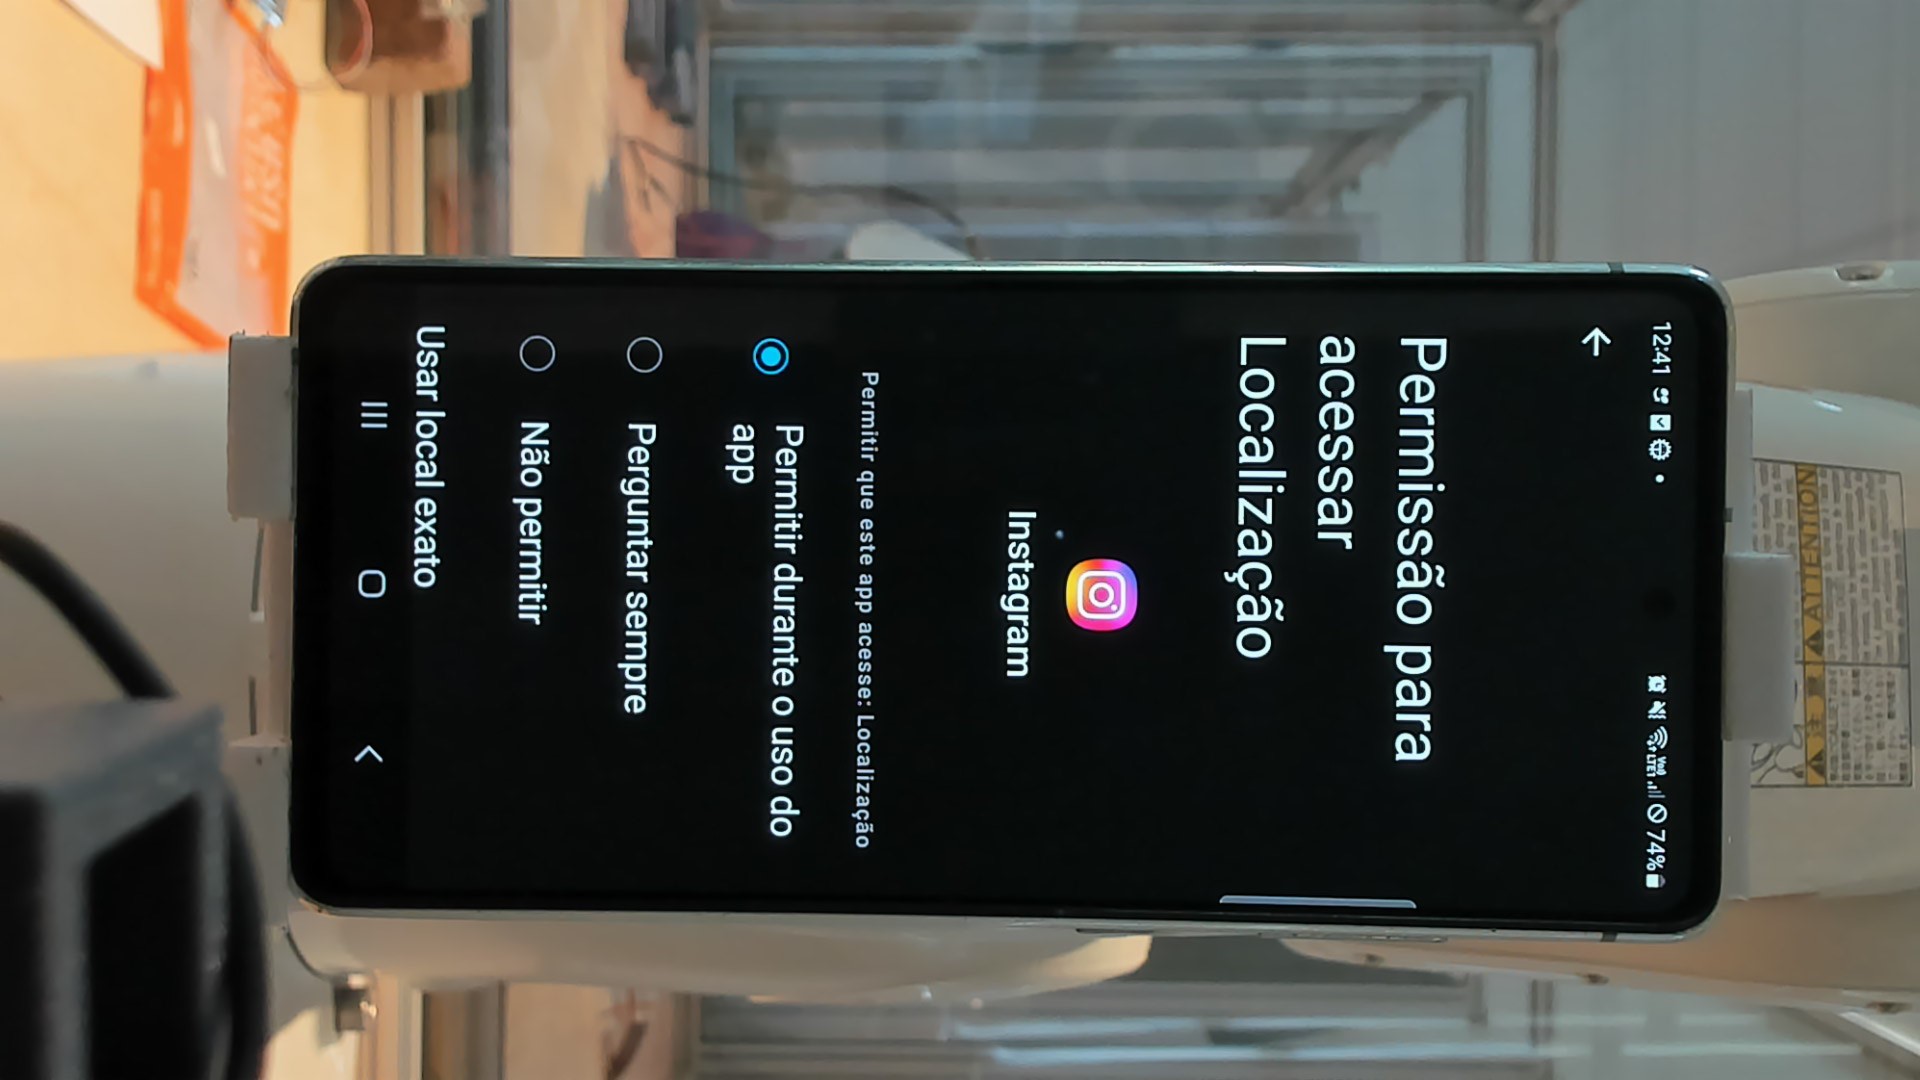 12:41
74%
Permissão para
acessar
Localização
Instagram
Permitir que este app acesse: Localização
Permitir durante o uso do
app
Perguntar sempre
Não permitir
Usar local exato
ATTENTION